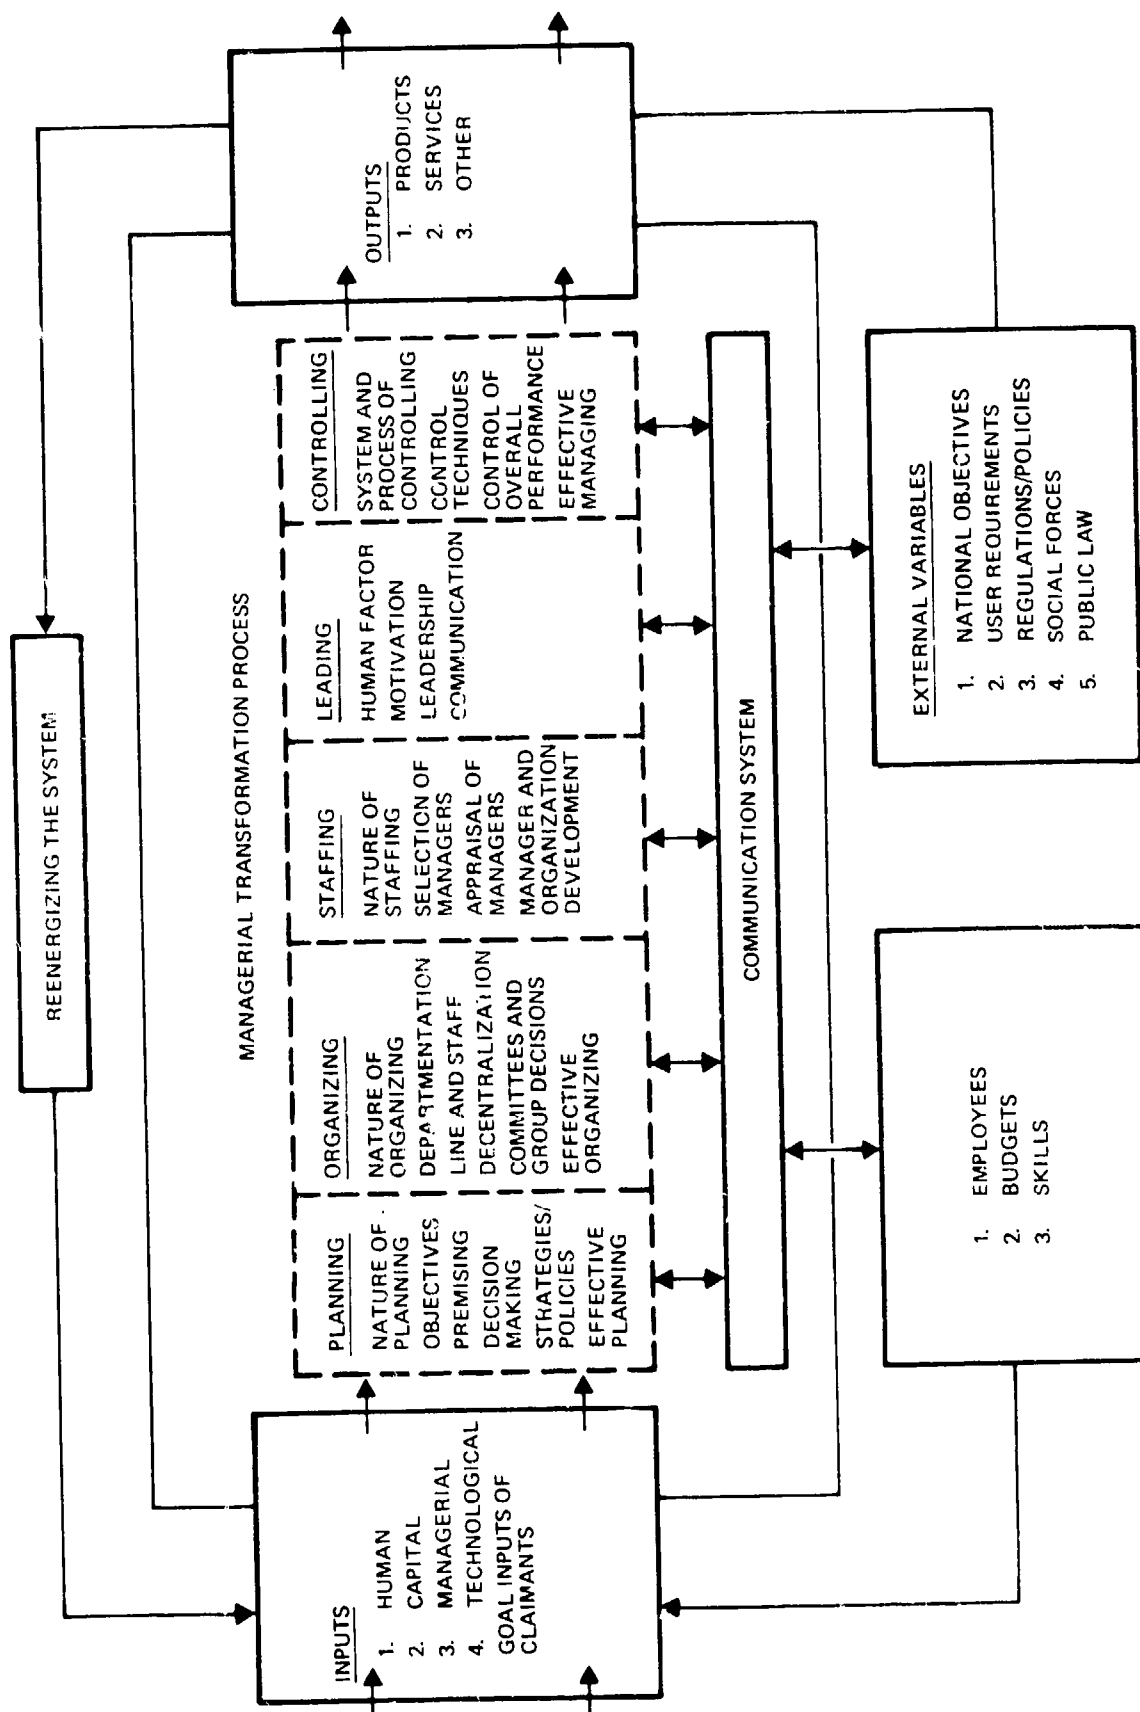 REENERGIZING THE SYSTEM
MANAGERIAL TRANSFORMATION PROCESS
INPUTS
1. HUMAN
2. CAPITAL
3. MANAGERIAL
4. TECHNOLOGICAL
GOAL INPUTS OF
CLAIMANTS
PLANNING
NATURE OF
PLANNING
OBJECTIVES
PREMISING
DECISION
MAKING
STRATEGIES/
POLICIES
EFFECTIVE
PLANNING
ORGANIZING
NATURE OF
ORGANIZING
DEPARTMENTATION
LINE AND STAFF
DECENTRALIZATION
COMMITTEES AND
GROUP DECISIONS
EFFECTIVE
ORGANIZING
STAFFING
NATURE OF
STAFFING
SELECTION OF
MANAGERS
APPRAISAL OF
MANAGERS
MANAGER AND
ORGANIZATION
DEVELOPMENT
LEADING
HUMAN FACTOR
MOTIVATION
LEADERSHIP
COMMUNICATION
CONTROLLING
SYSTEM AND
PROCESS OF
CONTROLLING
CONTROL
TECHNIQUES
CONTROL OF
OVERALL
PERFORMANCE
EFFECTIVE
MANAGING
OUTPUTS
1. PRODUCTS
2. SERVICES
3. OTHER
COMMUNICATION SYSTEM
1. EMPLOYEES
2. BUDGETS
3. SKILLS
EXTERNAL VARIABLES
1. NATIONAL OBJECTIVES
2. USER REQUIREMENTS
3. REGULATIONS/POLICIES
4. SOCIAL FORCES
5. PUBLIC LAW